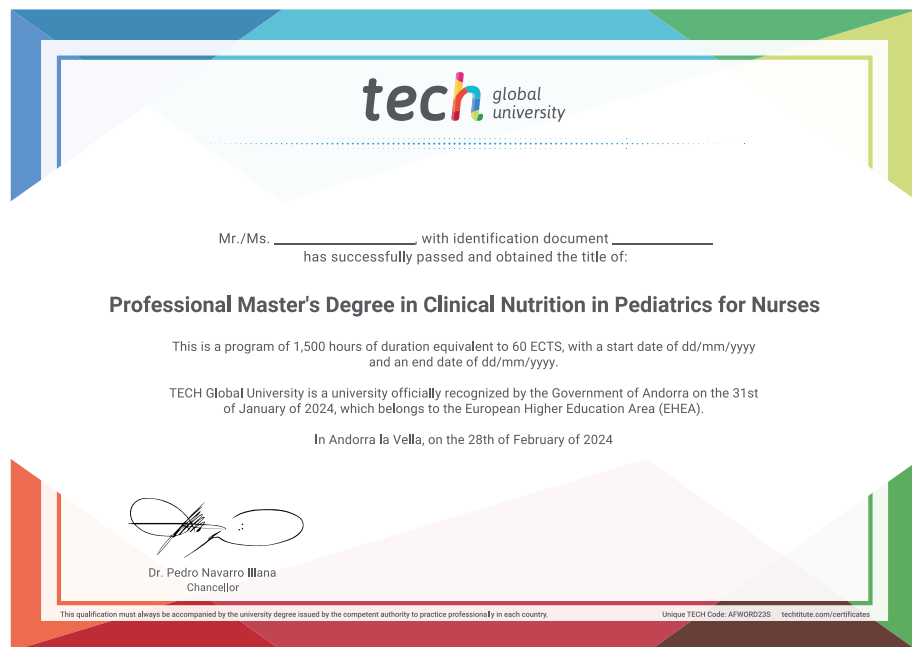 tech global university
Mr./Ms. ________________, with identification document ____________
has successfully passed and obtained the title of:
Professional Master's Degree in Clinical Nutrition in Pediatrics for Nurses
This is a program of 1,500 hours of duration equivalent to 60 ECTS, with a start date of dd/mm/yyyy
and an end date of dd/mm/yyyy.
TECH Global University is a university officially recognized by the Government of Andorra on the 31st
of January of 2024, which belongs to the European Higher Education Area (EHEA).
In Andorra la Vella, on the 28th of February of 2024
Dr. Pedro Navarro Illana
Chancellor
This qualification must always be accompanied by the university degree issued by the competent authority to practice professionally in each country.
Unique TECH Code: AFWORD23S techtitute.com/certificates